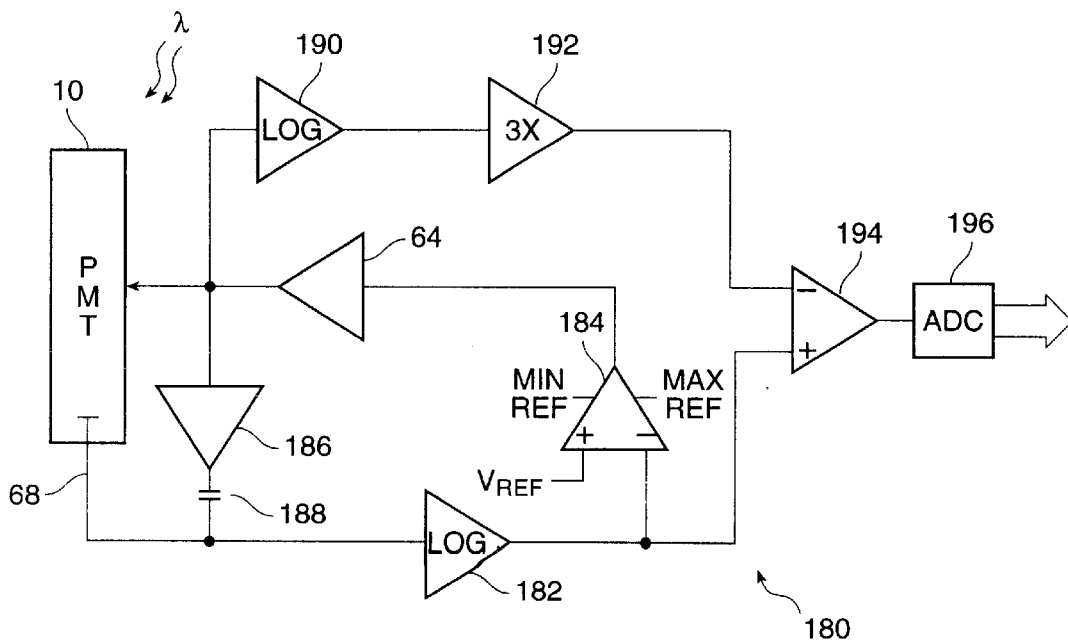 λ
190
192
10
LOG
3X
64
194
196
P
M
T
184
−
+
ADC
MIN
REF
MAX
REF
+
−
186
VREF
68
188
LOG
182
180